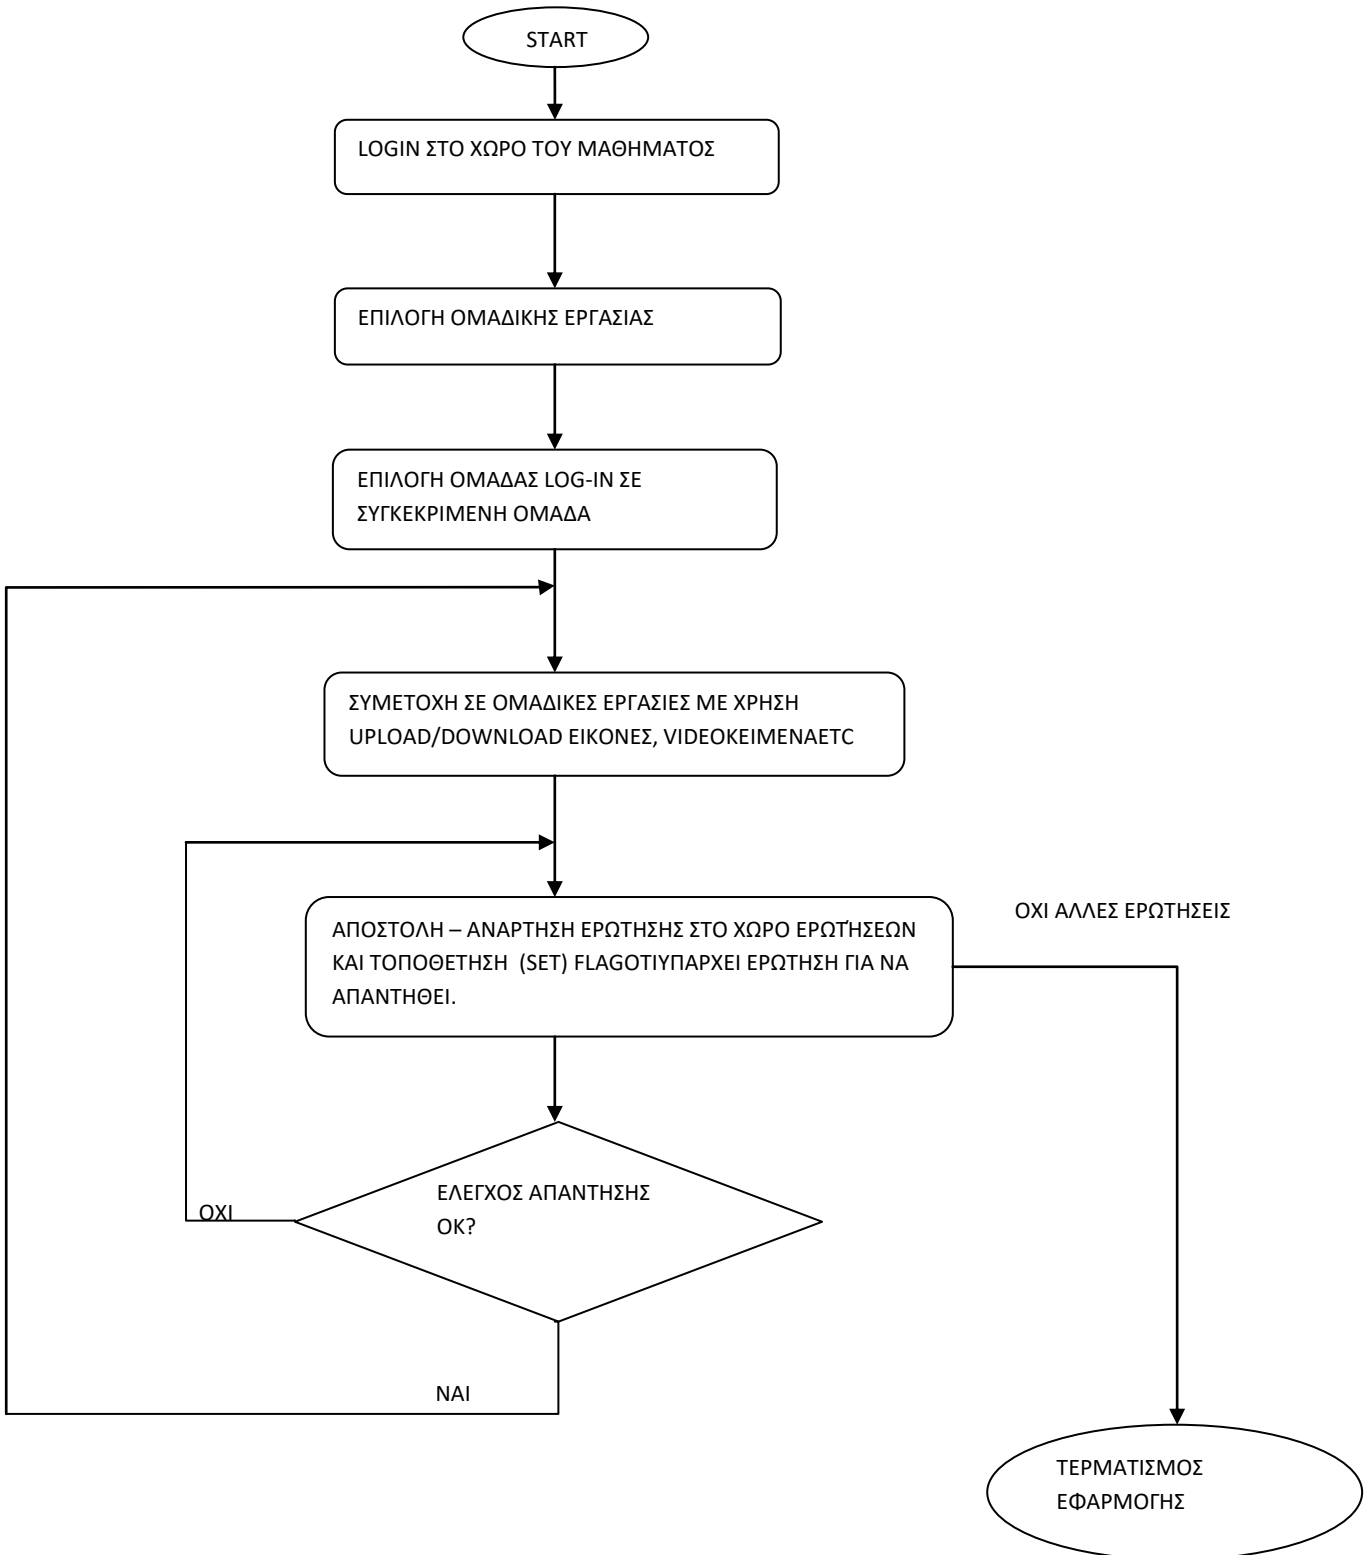 START
LOGIN ΣΤΟ ΧΩΡΟ ΤΟΥ ΜΑΘΗΜΑΤΟΣ
ΕΠΙΛΟΓΗ ΟΜΑΔΙΚΗΣ ΕΡΓΑΣΙΑΣ
ΕΠΙΛΟΓΗ ΟΜΑΔΑΣ LOG-IN ΣΕ
ΣΥΓΚΕΚΡΙΜΕΝΗ ΟΜΑΔΑ
ΣΥΜΕΤΟΧΗ ΣΕ ΟΜΑΔΙΚΕΣ ΕΡΓΑΣΙΕΣ ΜΕ ΧΡΗΣΗ
UPLOAD/DOWNLOAD ΕΙΚΟΝΕΣ, VIDEOΚΕΙΜΕΝΑETC
ΟΧΙ ΑΛΛΕΣ ΕΡΩΤΗΣΕΙΣ
ΑΠΟΣΤΟΛΗ – ΑΝΑΡΤΗΣΗ ΕΡΩΤΗΣΗΣ ΣΤΟ ΧΩΡΟ ΕΡΩΤΉΣΕΩΝ
ΚΑΙ ΤΟΠΟΘΕΤΗΣΗ (SET) FLAGΟΤΙΥΠΑΡΧΕΙ ΕΡΩΤΗΣΗ ΓΙΑ ΝΑ
ΑΠΑΝΤΗΘΕΙ.
ΕΛΕΓΧΟΣ ΑΠΑΝΤΗΣΗΣ
ΟΚ?
ΟΧΙ
ΝΑΙ
ΤΕΡΜΑΤΙΣΜΟΣ
ΕΦΑΡΜΟΓΗΣ